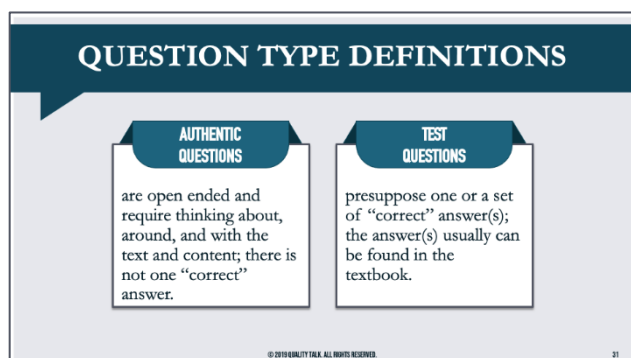 QUESTION TYPE DEFINITIONS
AUTHENTIC
QUESTIONS
are open ended and
require thinking about,
around, and with the
text and content; there is
not one “correct”
answer.
TEST
QUESTIONS
presuppose one or a set
of “correct” answer(s);
the answer(s) usually can
be found in the
textbook.
© 2019 QUALITY TALK. ALL RIGHTS RESERVED.
31